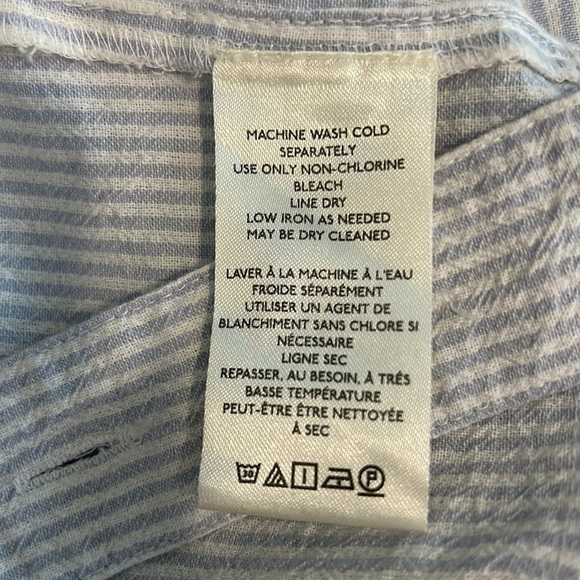 MACHINE WASH COLD
SEPARATELY
USE ONLY NON-CHLORINE
BLEACH
LINE DRY
LOW IRON AS NEEDED
MAY BE DRY CLEANED
LAVER À LA MACHINE À L'EAU
FROIDE SÉPARÉMENT
UTILISER UN AGENT DE
BLANCHIMENT SANS CHLORE SI
NÉCESSAIRE
LIGNE SEC
REPASSER, AU BESOIN, À TRÉS
BASSE TEMPÉRATURE
PEUT-ÊTRE ÊTRE NETTOYÉE
À SEC
30 P